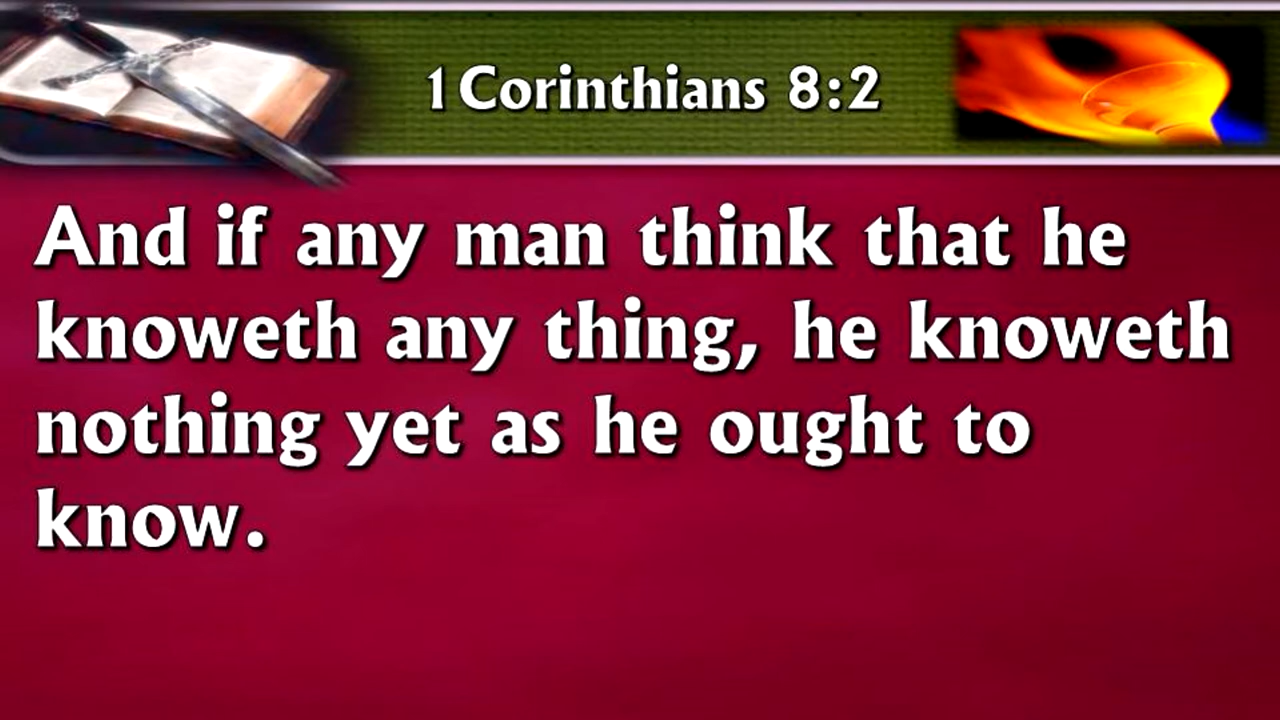 1 Corinthians 8:2
And if any man think that he
knoweth any thing, he knoweth
nothing yet as he ought to
know.